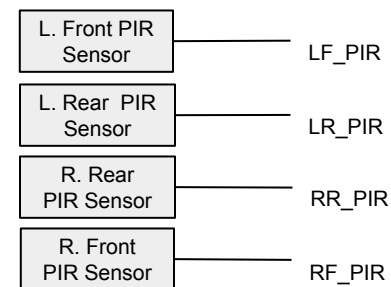 L. Front PIR
Sensor
LF_PIR
L. Rear PIR
Sensor
LR_PIR
R. Rear
PIR Sensor
RR_PIR
R. Front
PIR Sensor
RF_PIR